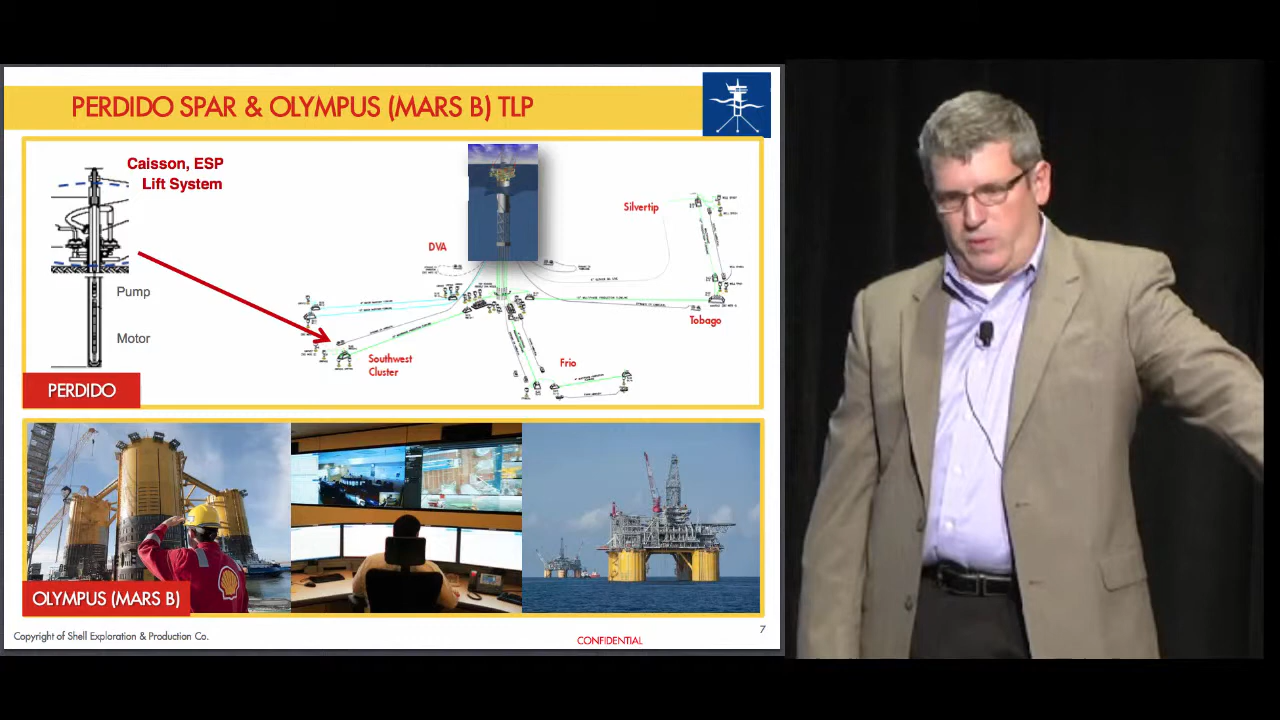 PERDIDO SPAR & OLYMPUS (MARS B) TLP
Caisson, ESP
Lift System
Pump
Motor
PERDIDO
DVA
Silvertip
Tobago
Southwest
Cluster
Frio
OLYMPUS (MARS B)
Copyright of Shell Exploration & Production Co.
CONFIDENTIAL
7